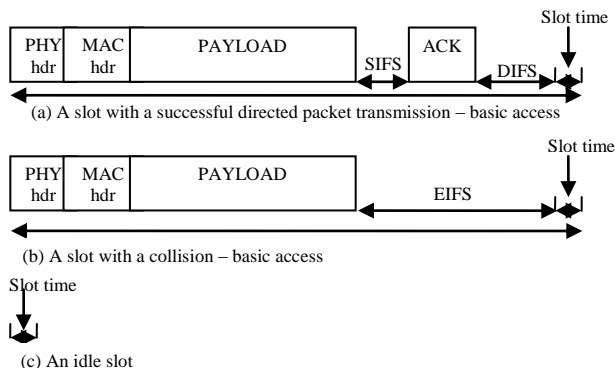 Slot time
PHY hdr MAC hdr PAYLOAD SIFS ACK DIFS
(a) A slot with a successful directed packet transmission – basic access
Slot time
PHY hdr MAC hdr PAYLOAD EIFS
(b) A slot with a collision – basic access
Slot time
(c) An idle slot